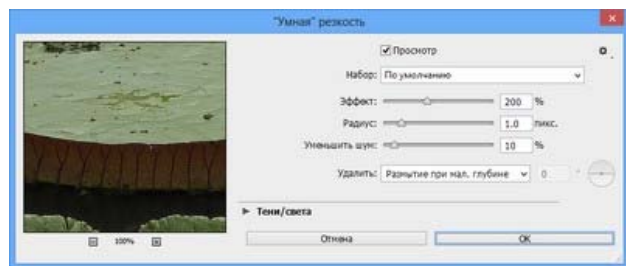 "Умная" резкость
Просмотр
Набор: По умолчанию
Эффект: 200 %
Радиус: 1.0 пикс.
Уменьшить шум: 10 %
Удалить: Размытие при мал. глубине 0 °
Тени/света
100%
Отмена OK